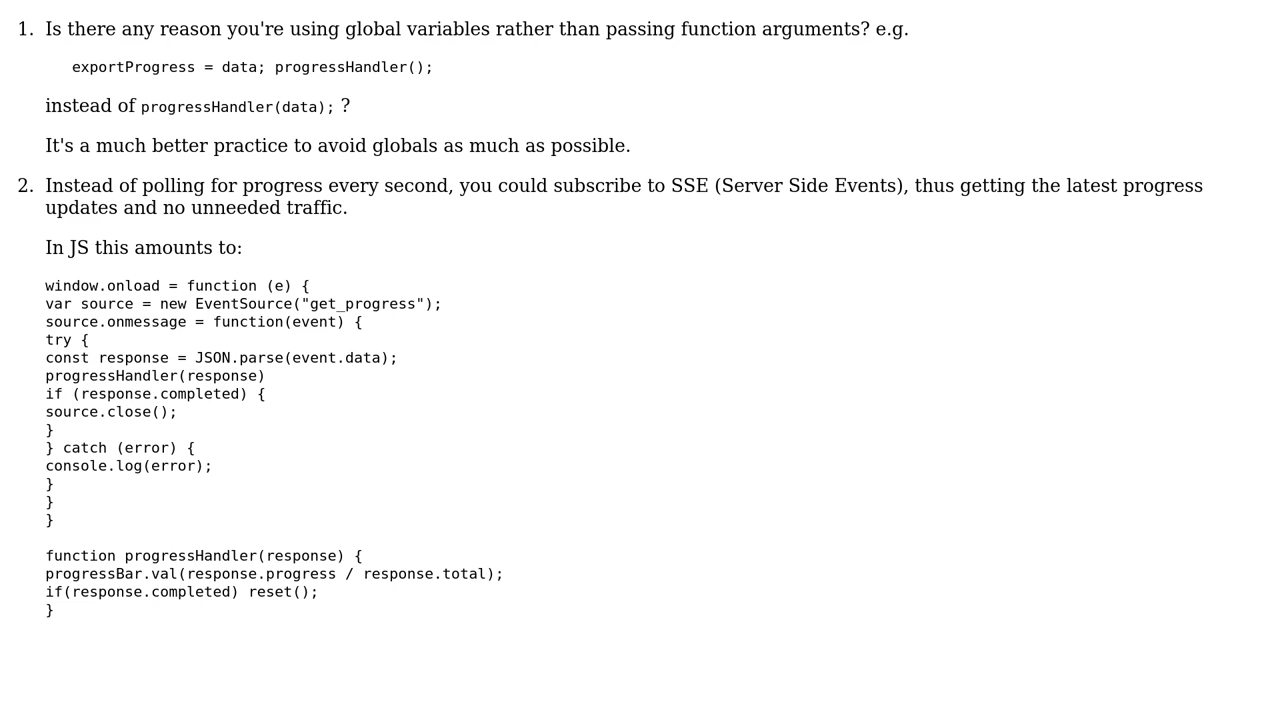 1. Is there any reason you're using global variables rather than passing function arguments? e.g.
exportProgress = data; progressHandler();
instead of progressHandler(data); ?
It's a much better practice to avoid globals as much as possible.
2. Instead of polling for progress every second, you could subscribe to SSE (Server Side Events), thus getting the latest progress
updates and no unneeded traffic.
In JS this amounts to:
window.onload = function (e) {
var source = new EventSource("get_progress");
source.onmessage = function(event) {
try {
const response = JSON.parse(event.data);
progressHandler(response)
if (response.completed) {
source.close();
}
} catch (error) {
console.log(error);
}
}
}
function progressHandler(response) {
progressBar.val(response.progress / response.total);
if(response.completed) reset();
}